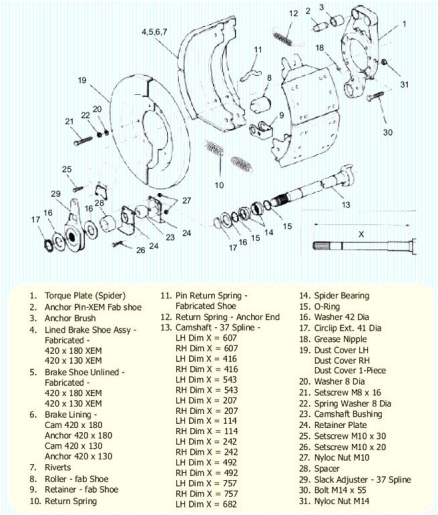 12
2
3
1
4,5,6,7
11
18
19
8
31
20
22
21
9
30
10
25
27
29
16
28
16
17
13
24
23
24
26
17
16
15
14
15
X
1. Torque Plate (Spider)
2. Anchor Pin-XEM Fab shoe
3. Anchor Brush
4. Lined Brake Shoe Assy -
Fabricated -
420 x 180 XEM
420 x 130 XEM
5. Brake Shoe Unlined -
Fabricated -
420 x 180 XEM
420 x 130 XEM
6. Brake Lining -
Cam 420 x 180
Anchor 420 x 180
Cam 420 x 130
Anchor 420 x 130
7. Riverts
8. Roller - fab Shoe
9. Retainer - fab Shoe
10. Return Spring
11. Pin Return Spring -
Fabricated Shoe
12. Return Spring - Anchor End
13. Camshaft - 37 Spline -
LH Dim X = 607
RH Dim X = 607
LH Dim X = 416
RH Dim X = 416
LH Dim X = 543
RH Dim X = 543
LH Dim X = 207
RH Dim X = 207
LH Dim X = 114
RH Dim X = 114
LH Dim X = 242
RH Dim X = 242
LH Dim X = 492
RH Dim X = 492
LH Dim X = 757
RH Dim X = 757
LH Dim X = 682
14. Spider Bearing
15. O-Ring
16. Washer 42 Dia
17. Circlip Ext. 41 Dia
18. Grease Nipple
19. Dust Cover LH
Dust Cover RH
Dust Cover 1-Piece
20. Washer 8 Dia
21. Setscrew M8 x 16
22. Spring Washer 8 Dia
23. Camshaft Bushing
24. Retainer Plate
25. Setscrew M10 x 30
26. Setscrew M10 x 20
27. Nyloc Nut M10
28. Spacer
29. Slack Adjuster - 37 Spline
30. Bolt M14 x 55
31. Nyloc Nut M14